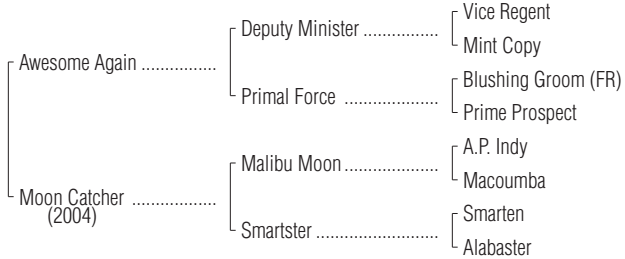 Vice Regent
Deputy Minister ..................
Mint Copy
Awesome Again ..................
Blushing Groom (FR)
Primal Force ......................
Prime Prospect
A.P. Indy
Malibu Moon......................
Macoumba
Moon Catcher ....................
(2004)
Smarten
Smartster ............................
Alabaster